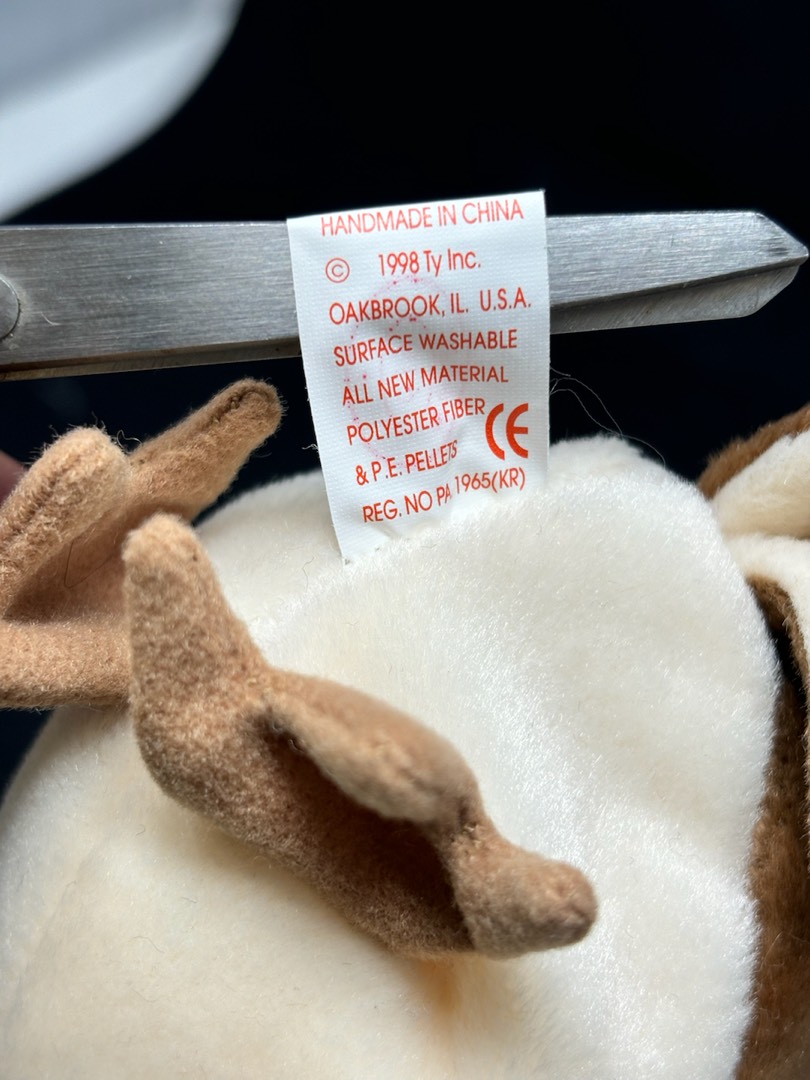 HANDMADE IN CHINA
© 1998 Ty Inc.
OAKBROOK, IL. U.S.A.
SURFACE WASHABLE
ALL NEW MATERIAL
POLYESTER FIBER
& P.E. PELLETS CE
REG. NO PA 1965(KR)